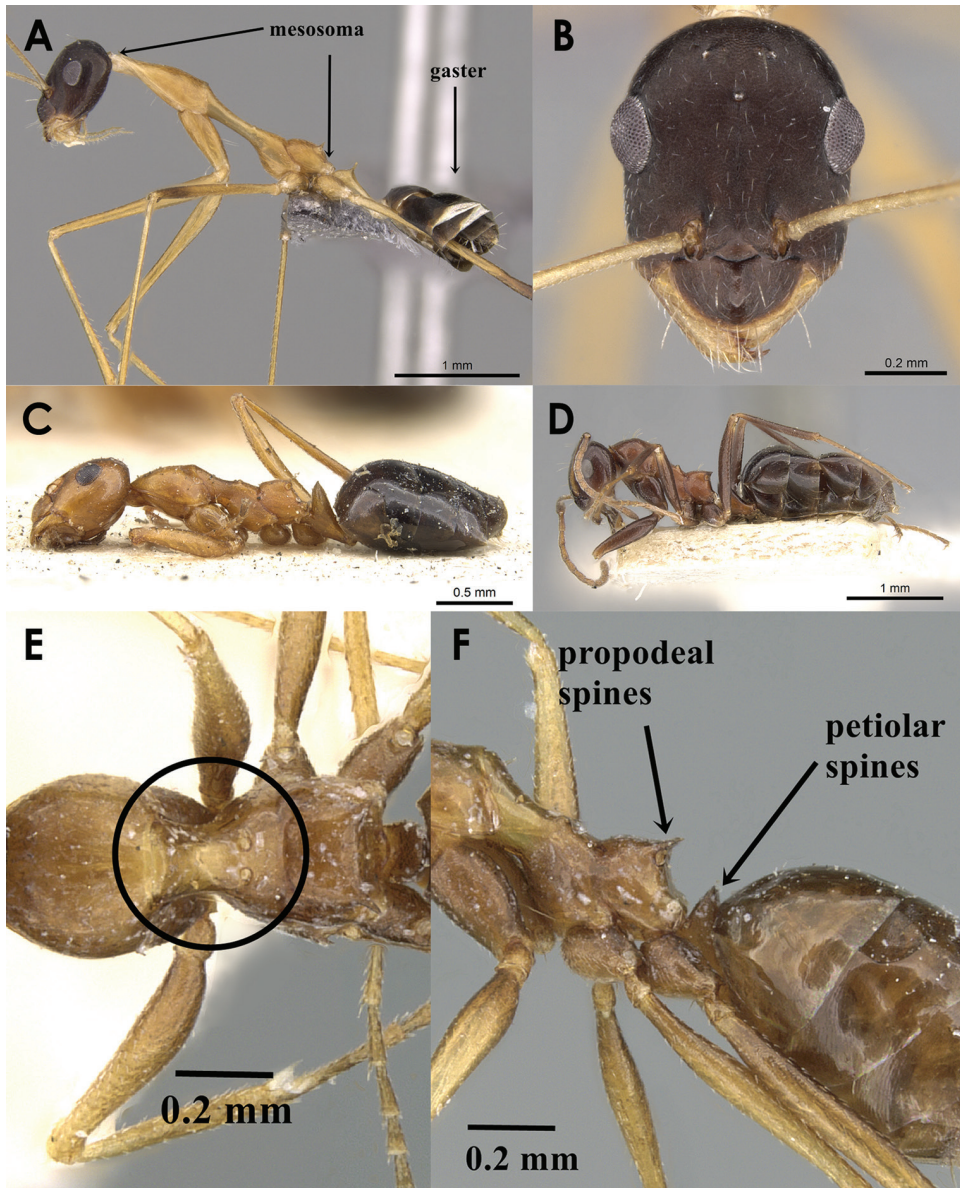 A
mesosoma
gaster
1 mm
B
0.2 mm
C
0.5 mm
D
1 mm
E
0.2 mm
F
propodeal
spines
petiolar
spines
0.2 mm